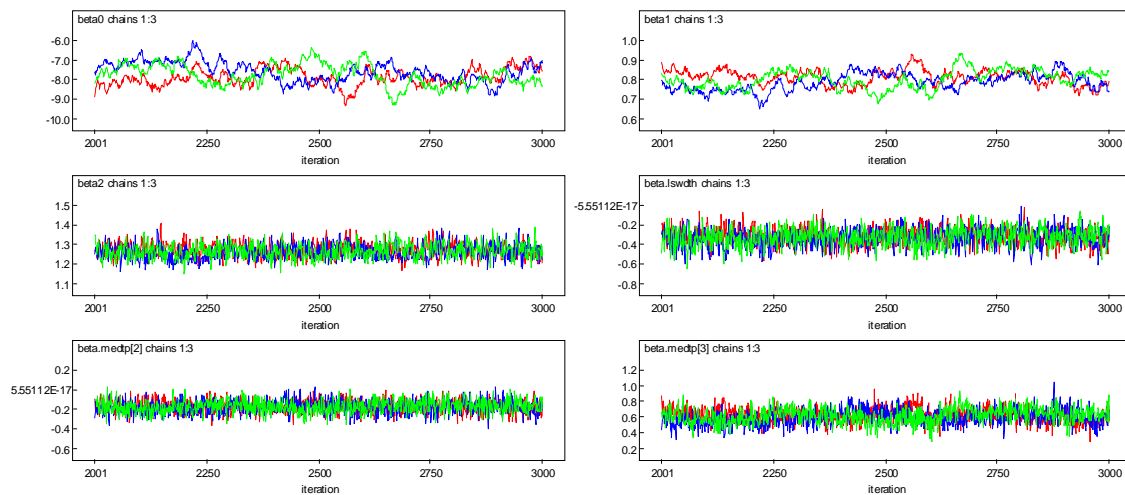 beta0 chains 1:3
-6.0
-7.0
-8.0
-9.0
-10.0
2001 2250 2500 2750 3000
iteration
beta1 chains 1:3
1.0
0.9
0.8
0.7
0.6
2001 2250 2500 2750 3000
iteration
beta2 chains 1:3
1.5
1.4
1.3
1.2
1.1
2001 2250 2500 2750 3000
iteration
beta.lswdth chains 1:3
-5.55112E-17
-0.2
-0.4
-0.6
-0.8
2001 2250 2500 2750 3000
iteration
beta.medtp[2] chains 1:3
0.2
5.55112E-17
-0.2
-0.4
-0.6
2001 2250 2500 2750 3000
iteration
beta.medtp[3] chains 1:3
1.2
1.0
0.8
0.6
0.4
0.2
2001 2250 2500 2750 3000
iteration